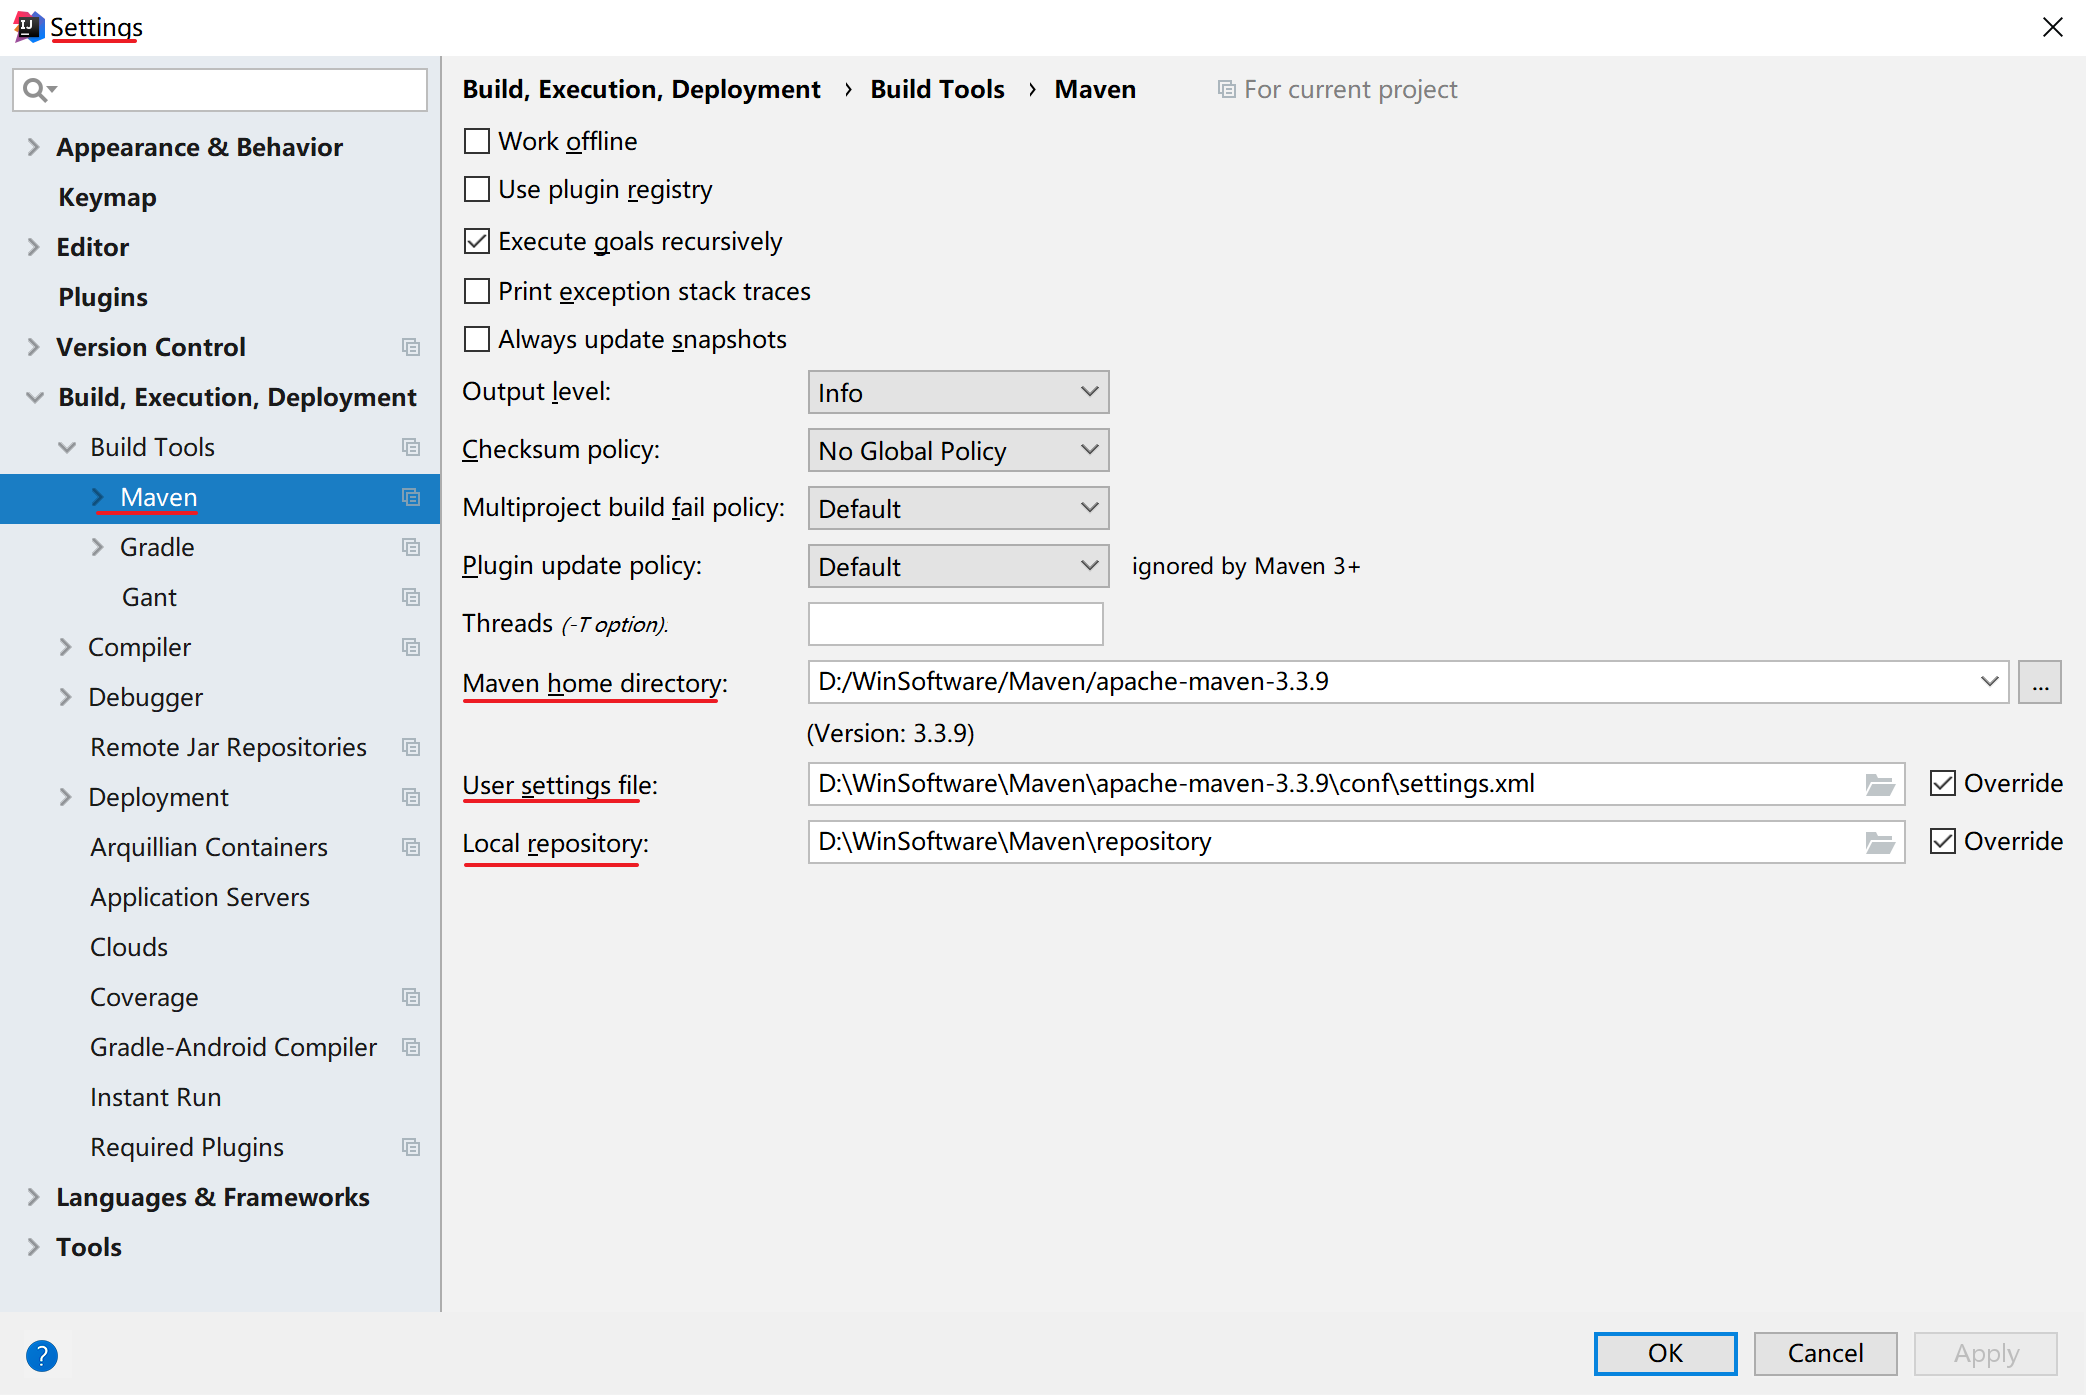 Settings
Appearance & Behavior
Keymap
Editor
Plugins
Version Control
Build, Execution, Deployment
Build Tools
Maven
Gradle
Gant
Compiler
Debugger
Remote Jar Repositories
Deployment
Arquillian Containers
Application Servers
Clouds
Coverage
Gradle-Android Compiler
Instant Run
Required Plugins
Languages & Frameworks
Tools
Build, Execution, Deployment › Build Tools › Maven For current project
Work offline
Use plugin registry
Execute goals recursively
Print exception stack traces
Always update snapshots
Output level: Info
Checksum policy: No Global Policy
Multiproject build fail policy: Default
Plugin update policy: Default ignored by Maven 3+
Threads (-T option).
Maven home directory: D:/WinSoftware/Maven/apache-maven-3.3.9 ...
(Version: 3.3.9)
User settings file: D:\WinSoftware\Maven\apache-maven-3.3.9\conf\settings.xml Override
Local repository: D:\WinSoftware\Maven\repository Override
? OK Cancel Apply